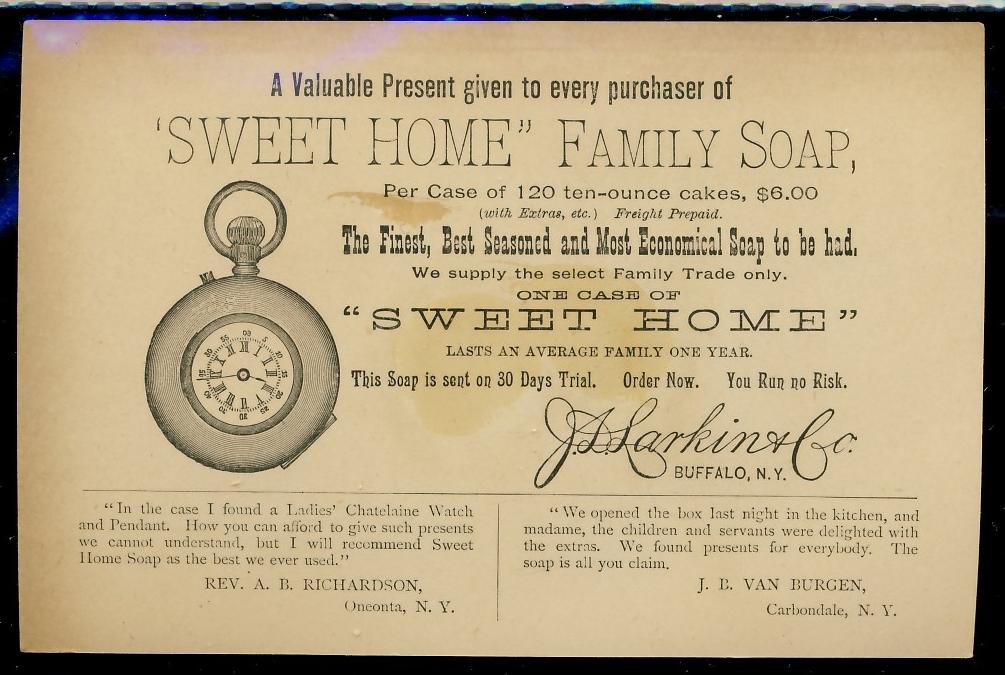 A Valuable Present given to every purchaser of
'SWEET HOME" FAMILY SOAP,
Per Case of 120 ten-ounce cakes, $6.00
(with Extras, etc.) Freight Prepaid.
The Finest, Best Seasoned and Most Economical Soap to be had.
We supply the select Family Trade only.
ONE CASE OF
"SWEET HOME"
LASTS AN AVERAGE FAMILY ONE YEAR.
This Soap is sent on 30 Days Trial. Order Now. You Run no Risk.
J.D. Larkin & Co.
BUFFALO, N.Y.
"In the case I found a Ladies' Chatelaine Watch
and Pendant. How you can afford to give such presents
we cannot understand, but I will recommend Sweet
Home Soap as the best we ever used."
REV. A. B. RICHARDSON,
Oneonta, N. Y.
"We opened the box last night in the kitchen, and
madame, the children and servants were delighted with
the extras. We found presents for everybody. The
soap is all you claim.
J. B. VAN BURGEN,
Carbondale, N. Y.